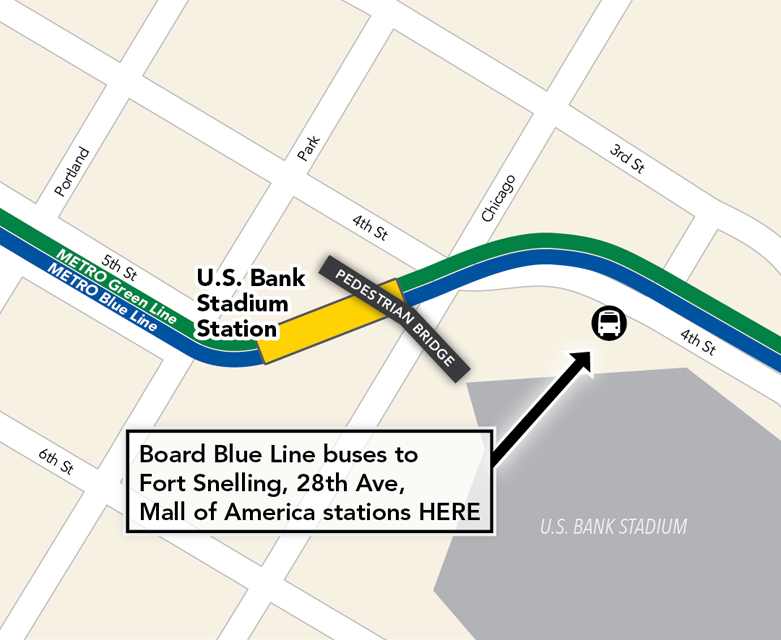 3rd St
Park
Portland
Chicago
4th St
5th St
METRO Green Line
METRO Blue Line
U.S. Bank
Stadium
Station
PEDESTRIAN BRIDGE
4th St
6th St
Board Blue Line buses to
Fort Snelling, 28th Ave,
Mall of America stations HERE
U.S. BANK STADIUM